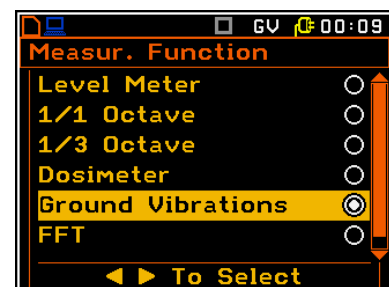 GV 00:09
Measur. Function
Level Meter
1/1 Octave
1/3 Octave
Dosimeter
Ground Vibrations
FFT
To Select